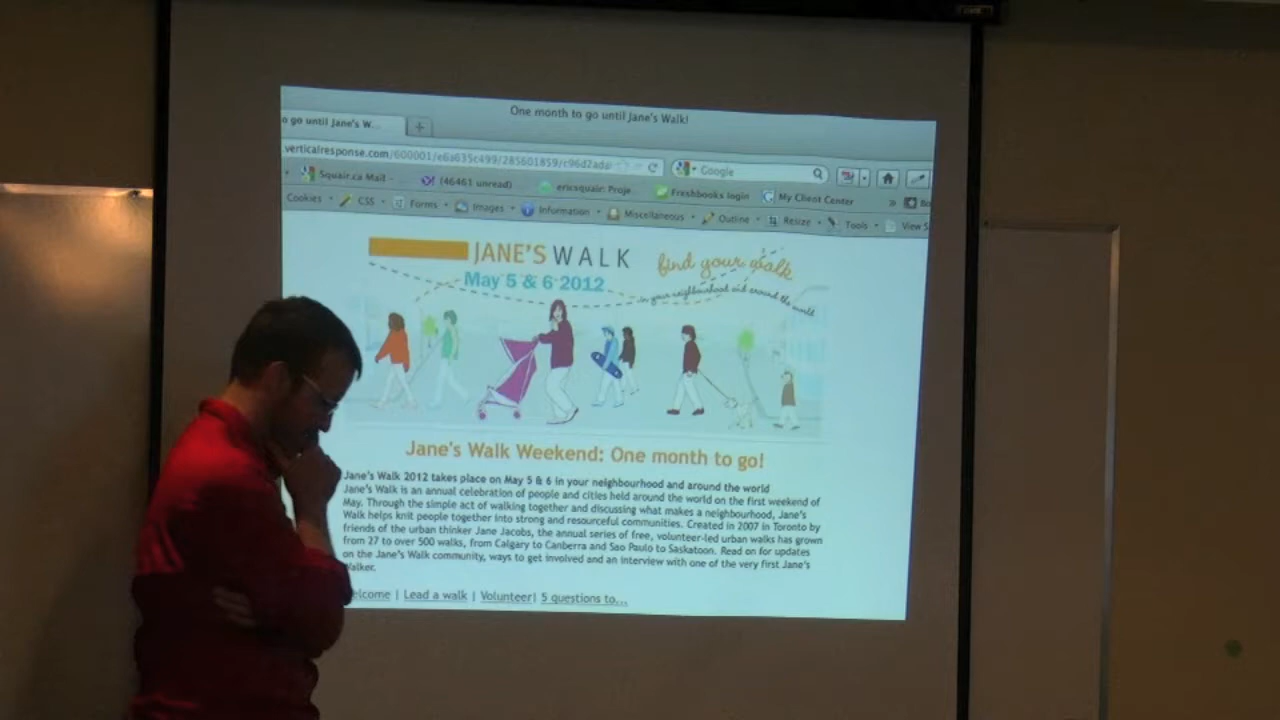 One month to go until Jane's Walk!
o go until Jane's W...
.verticalresponse.com/600001/e6a635c499/285601859/c96d2ada
Google
Squair.ca Mail -
(46461 unread)
ericsquair: Proje
Freshbooks login
My Client Center
»
Bo
Cookies
CSS
Forms
Images
Information
Miscellaneous
Outline
Resize
Tools
View S
JANE'S WALK
find your walk
May 5 & 6 2012
in your neighbourhood and around the world
Jane's Walk Weekend: One month to go!
Jane's Walk 2012 takes place on May 5 & 6 in your neighbourhood and around the world
Jane's Walk is an annual celebration of people and cities held around the world on the first weekend of
May. Through the simple act of walking together and discussing what makes a neighbourhood, Jane's
Walk helps knit people together into strong and resourceful communities. Created in 2007 in Toronto by
friends of the urban thinker Jane Jacobs, the annual series of free, volunteer-led urban walks has grown
from 27 to over 500 walks, from Calgary to Canberra and Sao Paulo to Saskatoon. Read on for updates
on the Jane's Walk community, ways to get involved and an interview with one of the very first Jane's
Walker.
elcome | Lead a walk | Volunteer| 5 questions to...